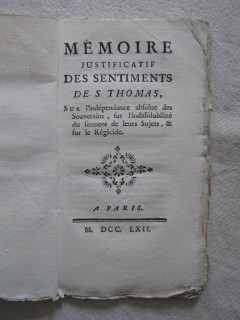 MÉMOIRE
JUSTIFICATIF
DES SENTIMENTS
DE S. THOMAS,
SUR l'indépendance absolue des
Souverains, sur l'indissolubilité
du serment de leurs Sujets, &
sur le Régicide.
A PARIS.
M. DCC. LXII.